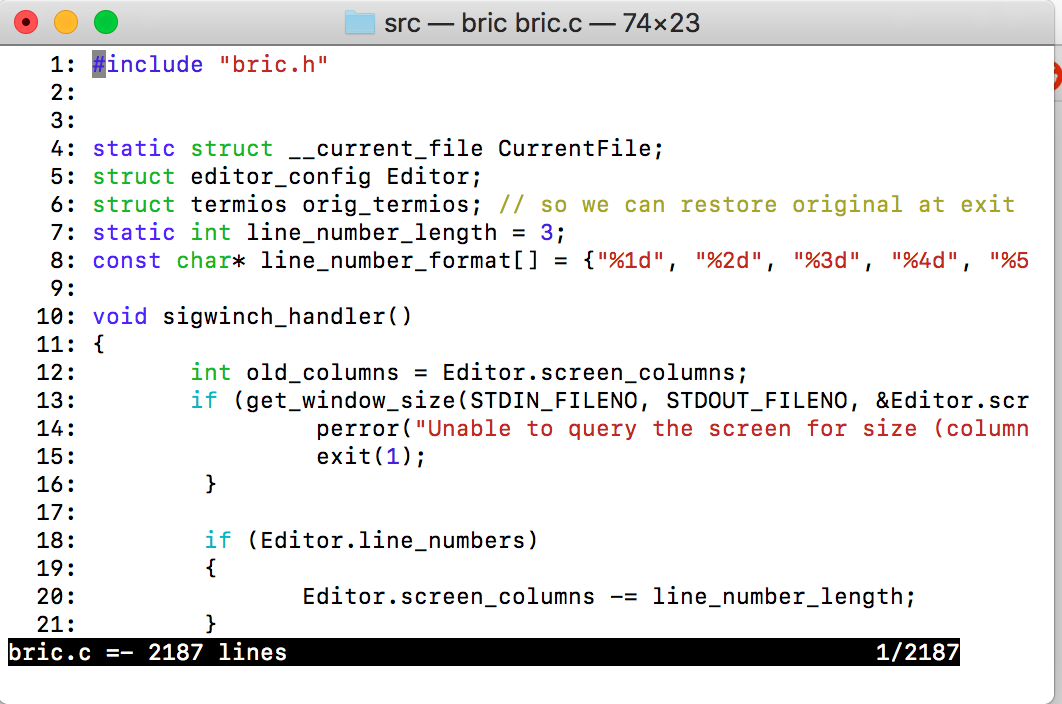 src — bric bric.c — 74×23
1: #include "bric.h"
2:
3:
4: static struct __current_file CurrentFile;
5: struct editor_config Editor;
6: struct termios orig_termios; // so we can restore original at exit
7: static int line_number_length = 3;
8: const char* line_number_format[] = {"%1d", "%2d", "%3d", "%4d", "%5
9:
10: void sigwinch_handler()
11: {
12:        int old_columns = Editor.screen_columns;
13:        if (get_window_size(STDIN_FILENO, STDOUT_FILENO, &Editor.scr
14:                perror("Unable to query the screen for size (column
15:                exit(1);
16:         }
17:
18:         if (Editor.line_numbers)
19:         {
20:                Editor.screen_columns -= line_number_length;
21:         }
bric.c =- 2187 lines 1/2187